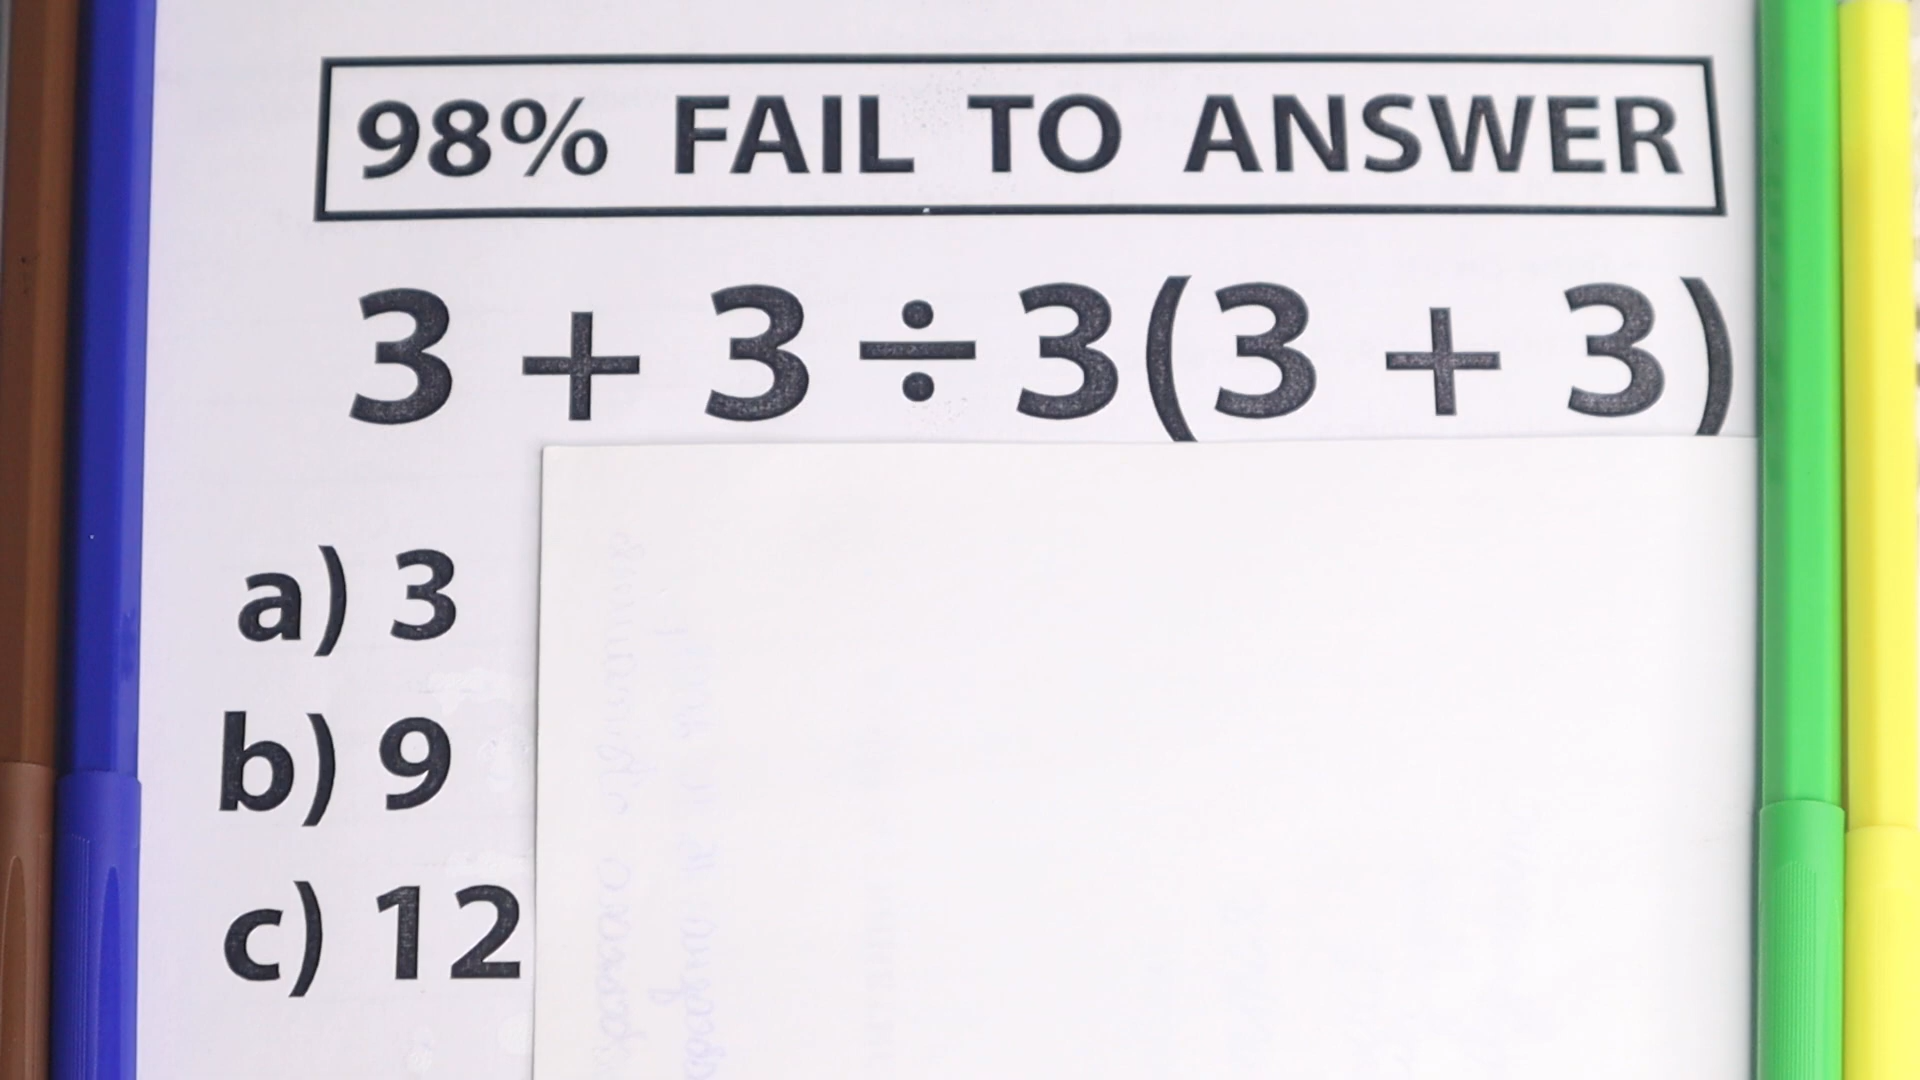 98% FAIL TO ANSWER
3 + 3 ÷ 3(3 + 3)
a) 3
b) 9
c) 12